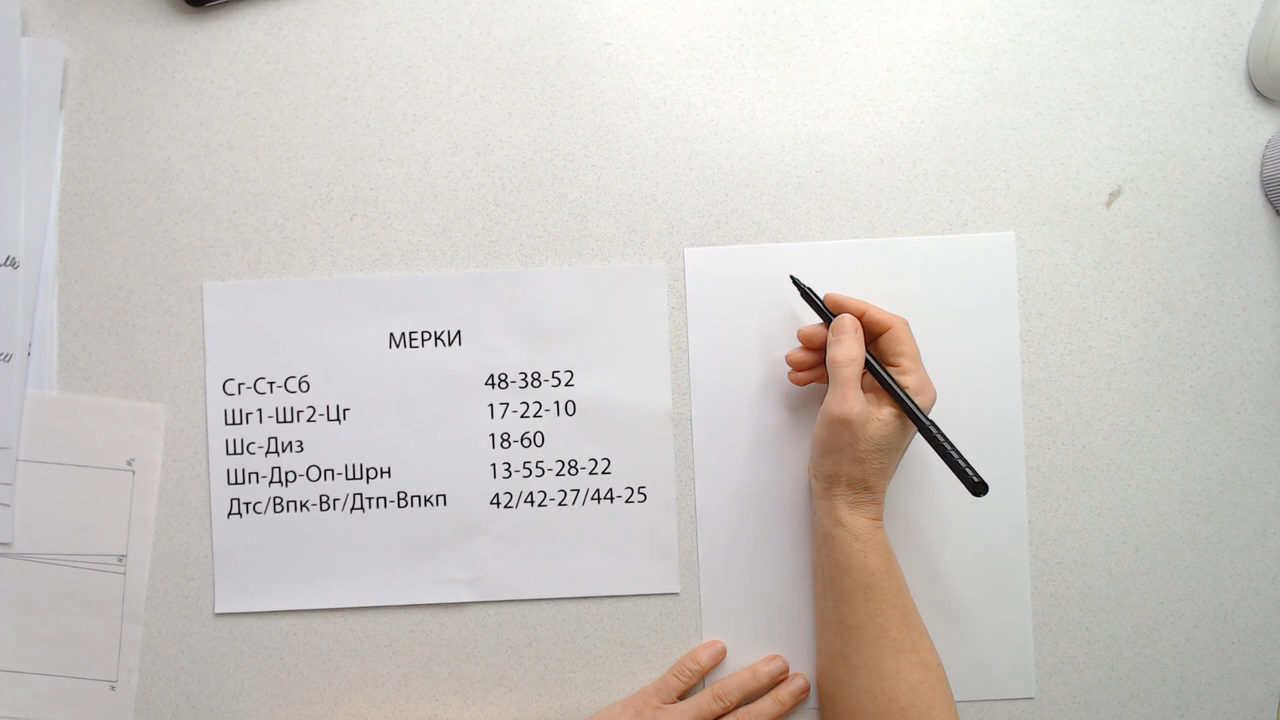 МЕРКИ
Сг-Ст-Сб 48-38-52
Шг1-Шг2-Цг 17-22-10
Шс-Диз 18-60
Шп-Др-Оп-Шрн 13-55-28-22
Дтс/Впк-Вг/Дтп-Впкп 42/42-27/44-25